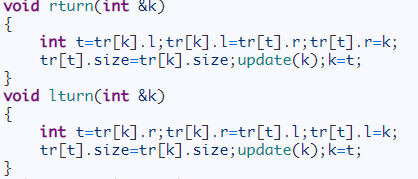 void rturn(int &k)
{
    int t=tr[k].l;tr[k].l=tr[t].r;tr[t].r=k;
    tr[t].size=tr[k].size;update(k);k=t;
}
void lturn(int &k)
{
    int t=tr[k].r;tr[k].r=tr[t].l;tr[t].l=k;
    tr[t].size=tr[k].size;update(k);k=t;
}